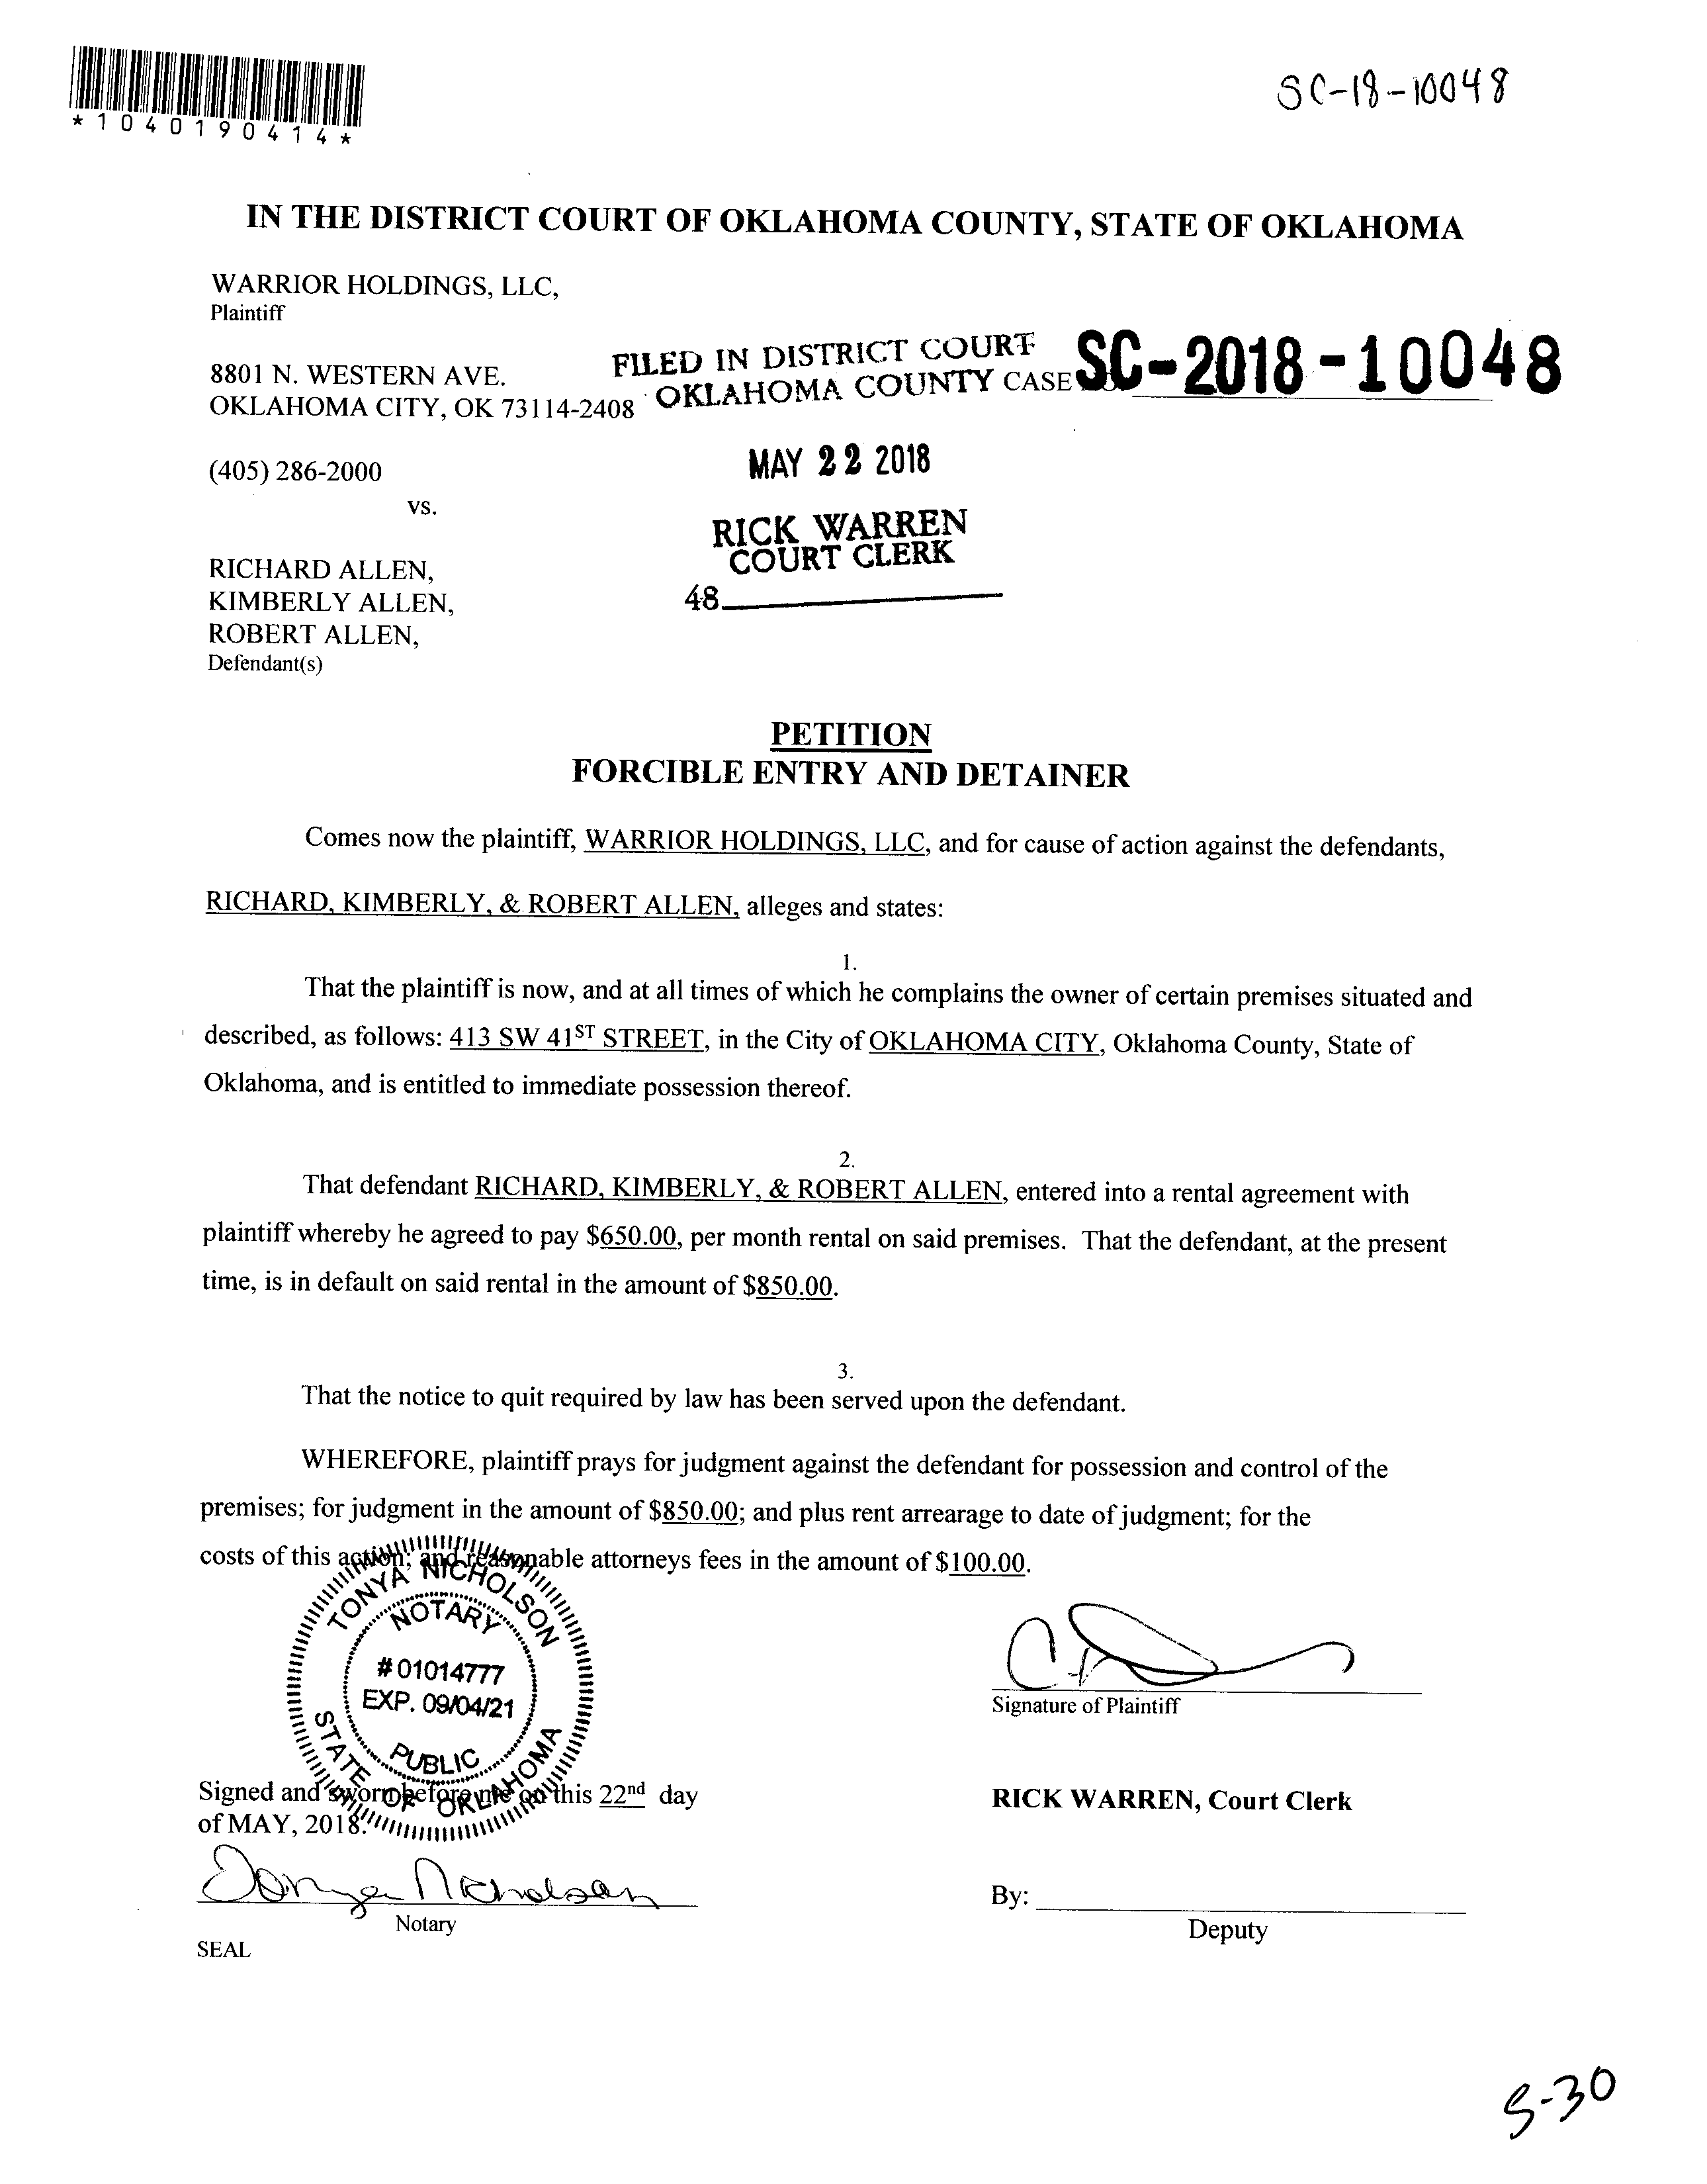 *1040190414*
SC-18-10048
IN THE DISTRICT COURT OF OKLAHOMA COUNTY, STATE OF OKLAHOMA
WARRIOR HOLDINGS, LLC,
Plaintiff
8801 N. WESTERN AVE.
OKLAHOMA CITY, OK 73114-2408
FILED IN DISTRICT COURT
OKLAHOMA COUNTY
CASE SC-2018-10048
(405) 286-2000
MAY 22 2018
vs.
RICK WARREN
COURT CLERK
48
RICHARD ALLEN,
KIMBERLY ALLEN,
ROBERT ALLEN,
Defendant(s)
PETITION
FORCIBLE ENTRY AND DETAINER
Comes now the plaintiff, WARRIOR HOLDINGS, LLC, and for cause of action against the defendants,
RICHARD, KIMBERLY, & ROBERT ALLEN, alleges and states:
1.
That the plaintiff is now, and at all times of which he complains the owner of certain premises situated and
described, as follows: 413 SW 41ST STREET, in the City of OKLAHOMA CITY, Oklahoma County, State of
Oklahoma, and is entitled to immediate possession thereof.
2.
That defendant RICHARD, KIMBERLY, & ROBERT ALLEN, entered into a rental agreement with
plaintiff whereby he agreed to pay $650.00, per month rental on said premises. That the defendant, at the present
time, is in default on said rental in the amount of $850.00.
3.
That the notice to quit required by law has been served upon the defendant.
WHEREFORE, plaintiff prays for judgment against the defendant for possession and control of the
premises; for judgment in the amount of $850.00; and plus rent arrearage to date of judgment; for the
costs of this action; and reasonable attorneys fees in the amount of $100.00.
TONYA NICHOLSON
NOTARY
#01014777
EXP. 09/04/21
PUBLIC
STATE OF OKLAHOMA
Signature of Plaintiff
Signed and sworn before me on this 22nd day
of MAY, 2018.
RICK WARREN, Court Clerk
Tonya Nicholson
Notary
SEAL
By:
Deputy
5-30